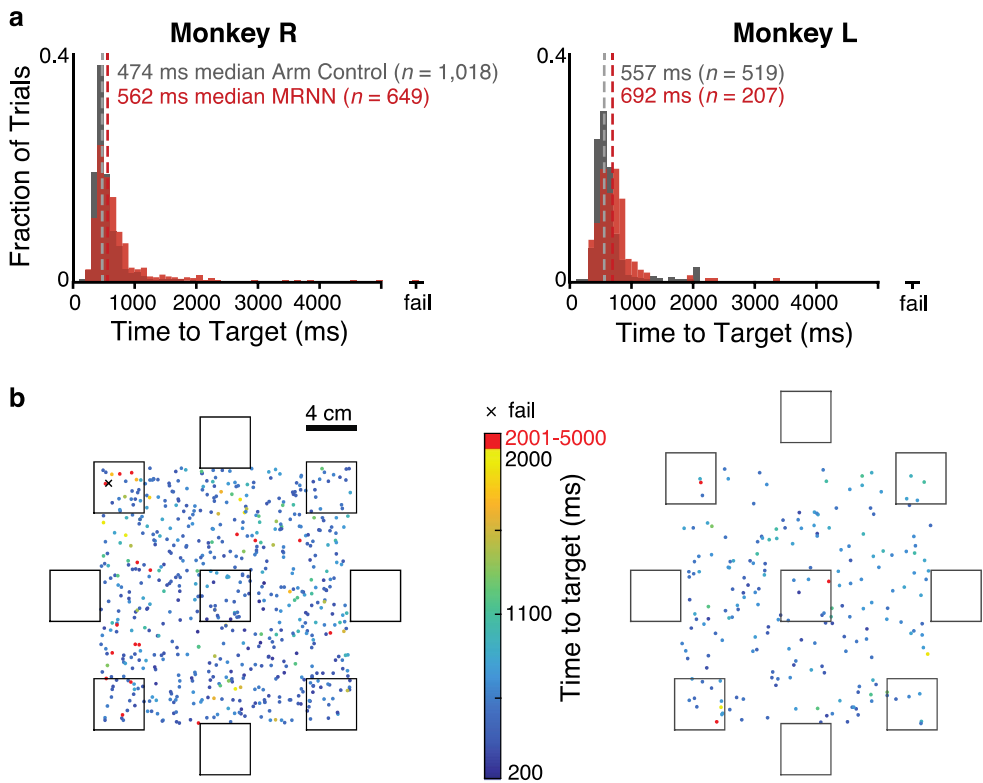 a
Monkey R
Monkey L
0.4
474 ms median Arm Control (n = 1,018)
562 ms median MRNN (n = 649)
Fraction of Trials
0
0 1000 2000 3000 4000 fail
Time to Target (ms)
0.4
557 ms (n = 519)
692 ms (n = 207)
0
0 1000 2000 3000 4000 fail
Time to Target (ms)
b
4 cm
× fail
2001-5000
2000
1100
200
Time to target (ms)